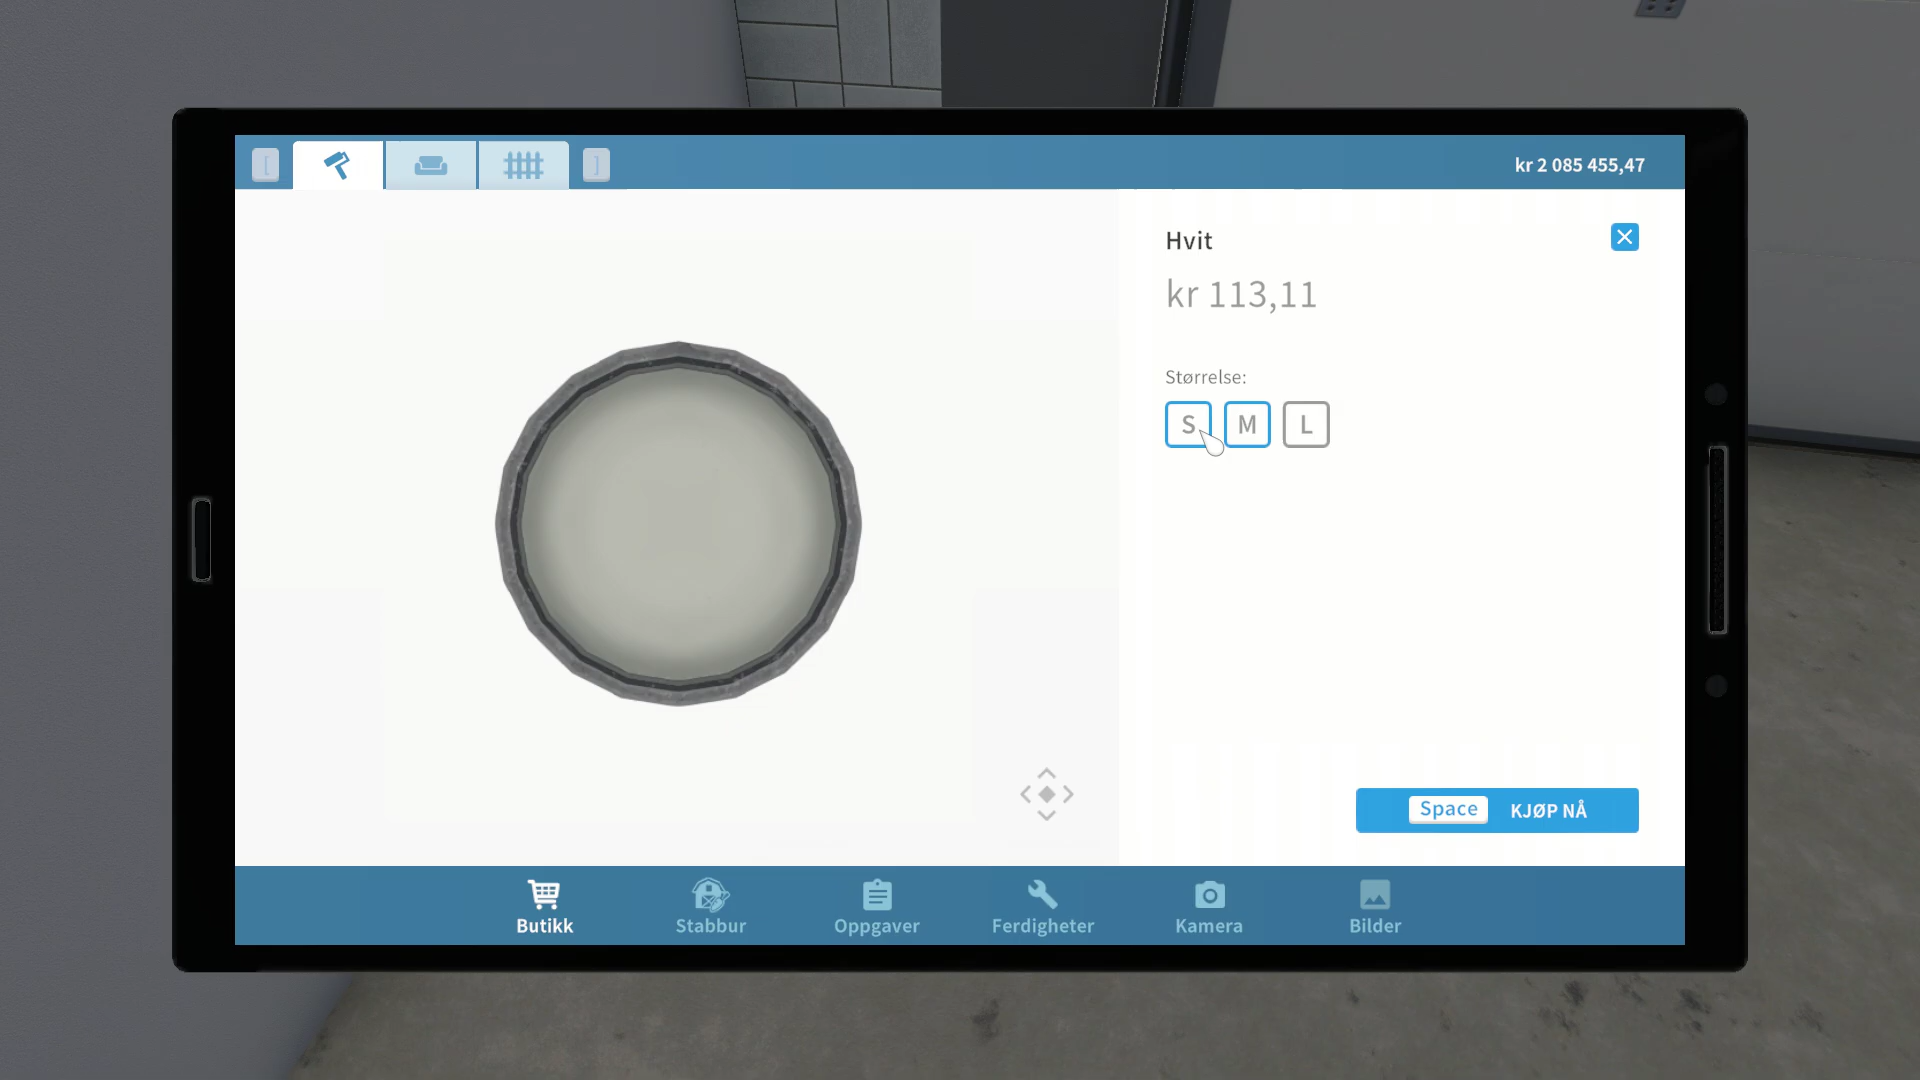 [
]
kr 2 085 455,47
Hvit
kr 113,11
Størrelse:
S M L
Space KJØP NÅ
Butikk Stabbur Oppgaver Ferdigheter Kamera Bilder